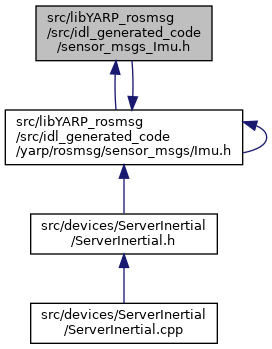 src/libYARP_rosmsg
/src/idl_generated_code
/sensor_msgs_Imu.h
src/libYARP_rosmsg
/src/idl_generated_code
/yarp/rosmsg/sensor_msgs/Imu.h
src/devices/ServerInertial
/ServerInertial.h
src/devices/ServerInertial
/ServerInertial.cpp